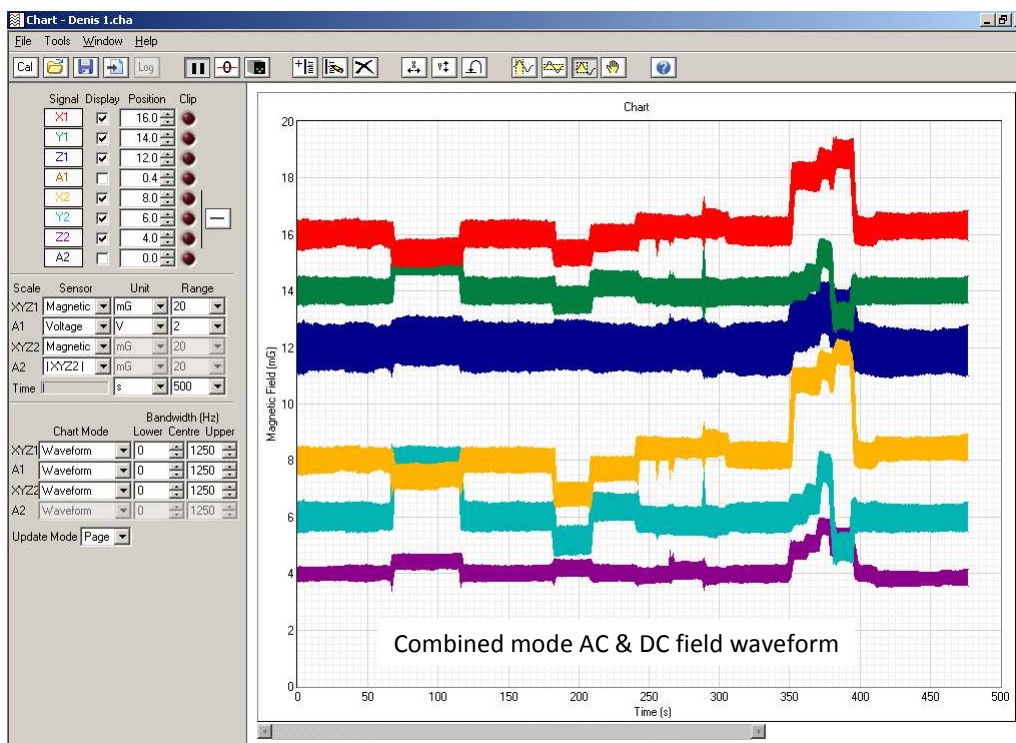 Chart - Denis 1.cha
File Tools Window Help
Cal Log
Signal Display Position Clip
X1 16.0
Y1 14.0
Z1 12.0
A1 0.4
X2 8.0
Y2 6.0
Z2 4.0
A2 0.0
Scale Sensor Unit Range
XYZ1 Magnetic mG 20
A1 Voltage V 2
XYZ2 Magnetic mG 20
A2 |XYZ2| mG 20
Time s 500
Bandwidth (Hz)
Chart Mode Lower Centre Upper
XYZ1 Waveform 0 1250
A1 Waveform 0 1250
XYZ2 Waveform 0 1250
A2 Waveform 0 1250
Update Mode Page
Chart
Magnetic Field (mG)
20
18
16
14
12
10
8
6
4
2
0
Combined mode AC & DC field waveform
0 50 100 150 200 250 300 350 400 450 500
Time (s)